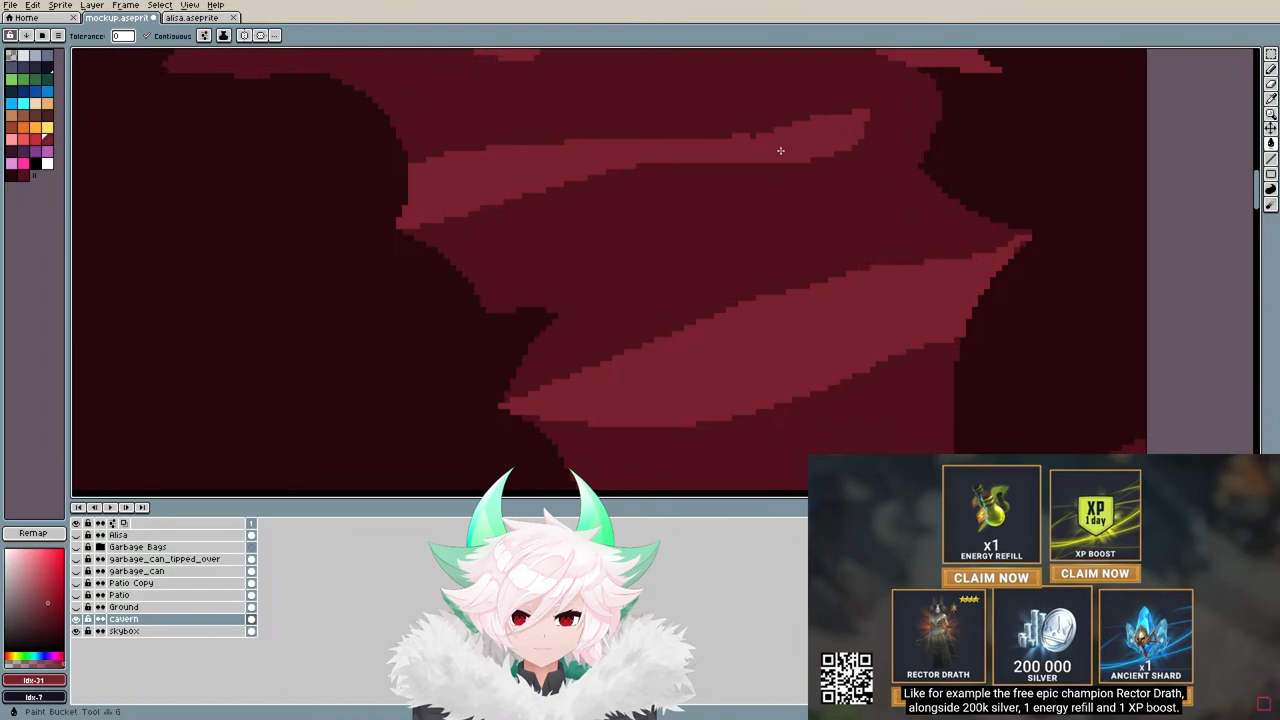 File Edit Sprite Layer Frame Select View Help
Home mockup.aseprit alisa.aseprite
Tolerance: 0 Contiguous
Remap
Idx-31
Idx-7
Alisa
Garbage Bags
garbage_can_tipped_over
garbage_can
Patio Copy
Patio
Ground
cavern
skybox
1
Paint Bucket Tool G
x1
ENERGY REFILL
CLAIM NOW
XP
1 day
XP BOOST
CLAIM NOW
RECTOR DRATH
200 000
SILVER
x1
ANCIENT SHARD
Like for example the free epic champion Rector Drath,
alongside 200k silver, 1 energy refill and 1 XP boost.